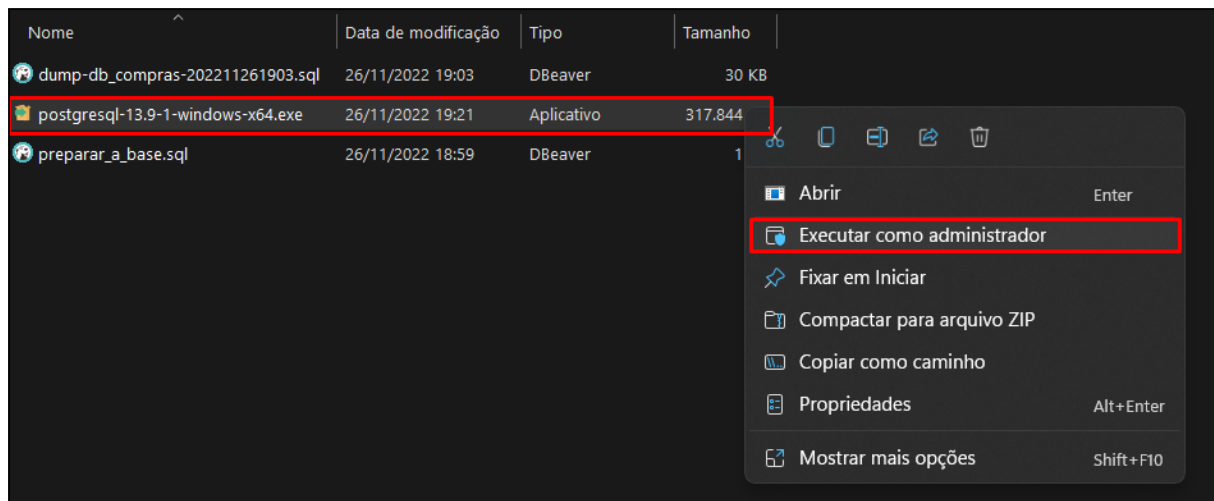 Nome Data de modificação Tipo Tamanho
dump-db_compras-202211261903.sql 26/11/2022 19:03 DBeaver 30 KB
postgresql-13.9-1-windows-x64.exe 26/11/2022 19:21 Aplicativo 317.844
preparar_a_base.sql 26/11/2022 18:59 DBeaver 1
Abrir Enter
Executar como administrador
Fixar em Iniciar
Compactar para arquivo ZIP
Copiar como caminho
Propriedades Alt+Enter
Mostrar mais opções Shift+F10